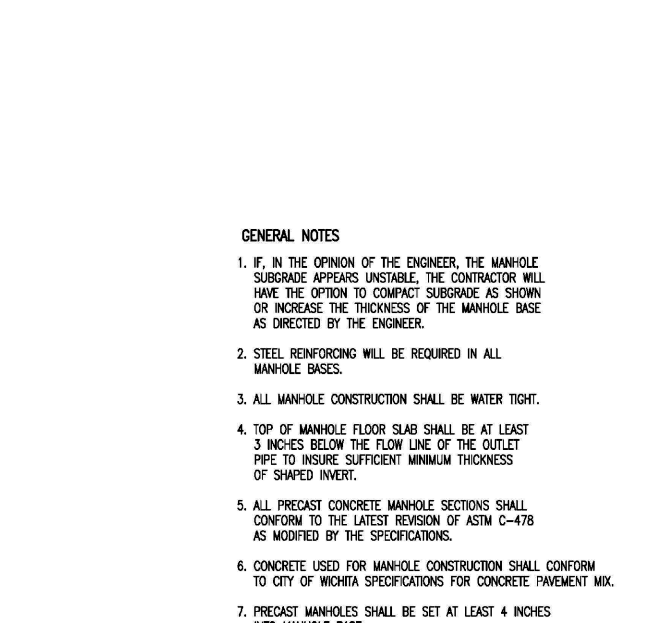 GENERAL NOTES
1. IF, IN THE OPINION OF THE ENGINEER, THE MANHOLE
SUBGRADE APPEARS UNSTABLE, THE CONTRACTOR WILL
HAVE THE OPTION TO COMPACT SUBGRADE AS SHOWN
OR INCREASE THE THICKNESS OF THE MANHOLE BASE
AS DIRECTED BY THE ENGINEER.
2. STEEL REINFORCING WILL BE REQUIRED IN ALL
MANHOLE BASES.
3. ALL MANHOLE CONSTRUCTION SHALL BE WATER TIGHT.
4. TOP OF MANHOLE FLOOR SLAB SHALL BE AT LEAST
3 INCHES BELOW THE FLOW LINE OF THE OUTLET
PIPE TO INSURE SUFFICIENT MINIMUM THICKNESS
OF SHAPED INVERT.
5. ALL PRECAST CONCRETE MANHOLE SECTIONS SHALL
CONFORM TO THE LATEST REVISION OF ASTM C-478
AS MODIFIED BY THE SPECIFICATIONS.
6. CONCRETE USED FOR MANHOLE CONSTRUCTION SHALL CONFORM
TO CITY OF WICHITA SPECIFICATIONS FOR CONCRETE PAVEMENT MIX.
7. PRECAST MANHOLES SHALL BE SET AT LEAST 4 INCHES